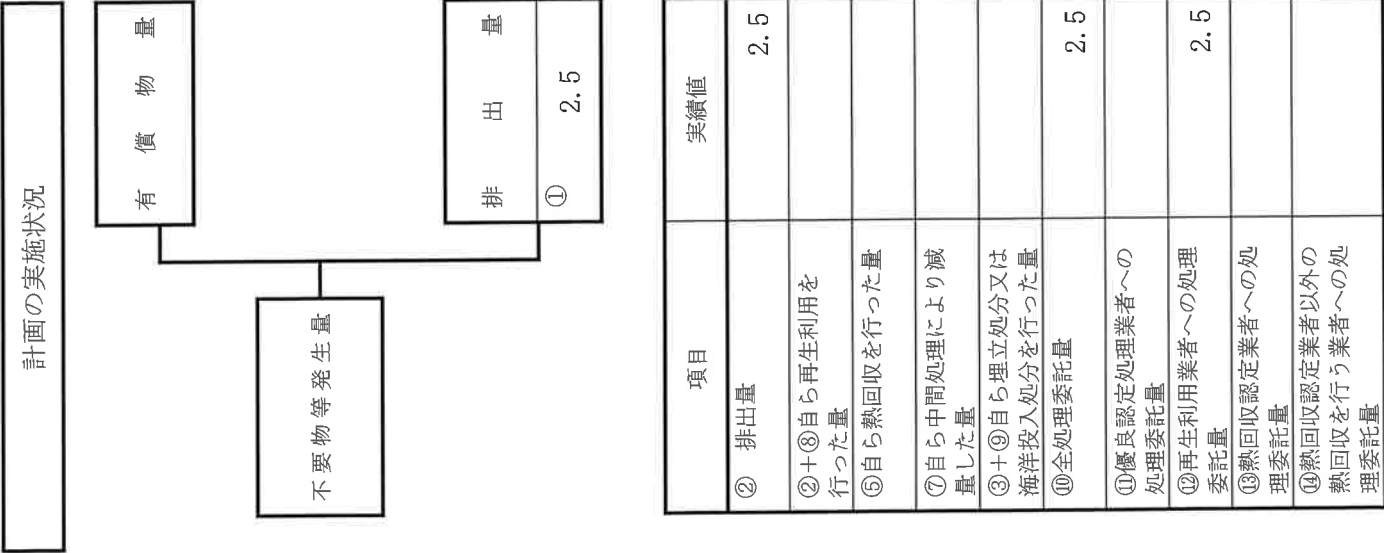 計画の実施状況
有償物量
不要物等発生量
排出量
①
2.5
項目
実績値
② 排出量
2.5
②+⑧自ら再生利用を
行った量
⑤自ら熱回収を行った量
⑦自ら中間処理により減
量した量
③+⑨自ら埋立処分又は
海洋投入処分を行った量
⑩全処理委託量
2.5
⑪優良認定処理業者への
処理委託量
⑫再生利用業者への処理
委託量
2.5
⑬熱回収認定業者への処
理委託量
⑭熱回収認定業者以外の
熱回収を行う業者への処
理委託量